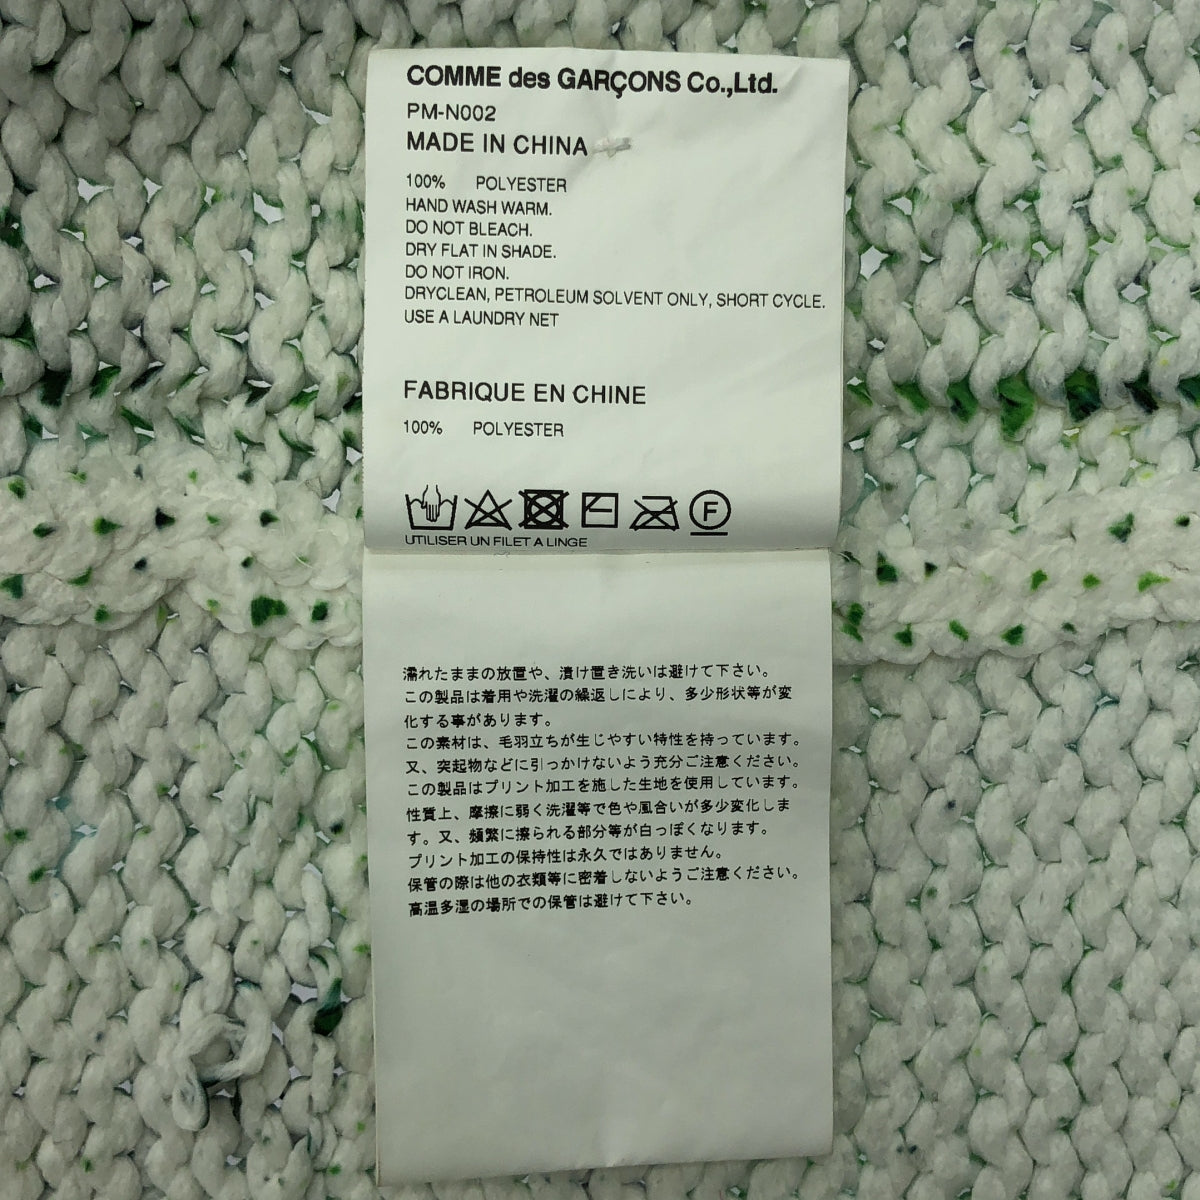 COMME des GARÇONS Co.,Ltd.
PM-N002
MADE IN CHINA
100% POLYESTER
HAND WASH WARM.
DO NOT BLEACH.
DRY FLAT IN SHADE.
DO NOT IRON.
DRYCLEAN, PETROLEUM SOLVENT ONLY, SHORT CYCLE.
USE A LAUNDRY NET
FABRIQUE EN CHINE
100% POLYESTER
F
UTILISER UN FILET A LINGE
濡れたままの放置や、漬け置き洗いは避けて下さい。
この製品は着用や洗濯の繰返しにより、多少形状等が変
化する事があります。
この素材は、毛羽立ちが生じやすい特性を持っています。
又、突起物などに引っかけないよう充分ご注意ください。
この製品はプリント加工を施した生地を使用しています。
性質上、摩擦に弱く洗濯等で色や風合いが多少変化しま
す。又、頻繁に擦られる部分等が白っぽくなります。
プリント加工の保持性は永久ではありません。
保管の際は他の衣類等に密着しないようご注意ください。
高温多湿の場所での保管は避けて下さい。